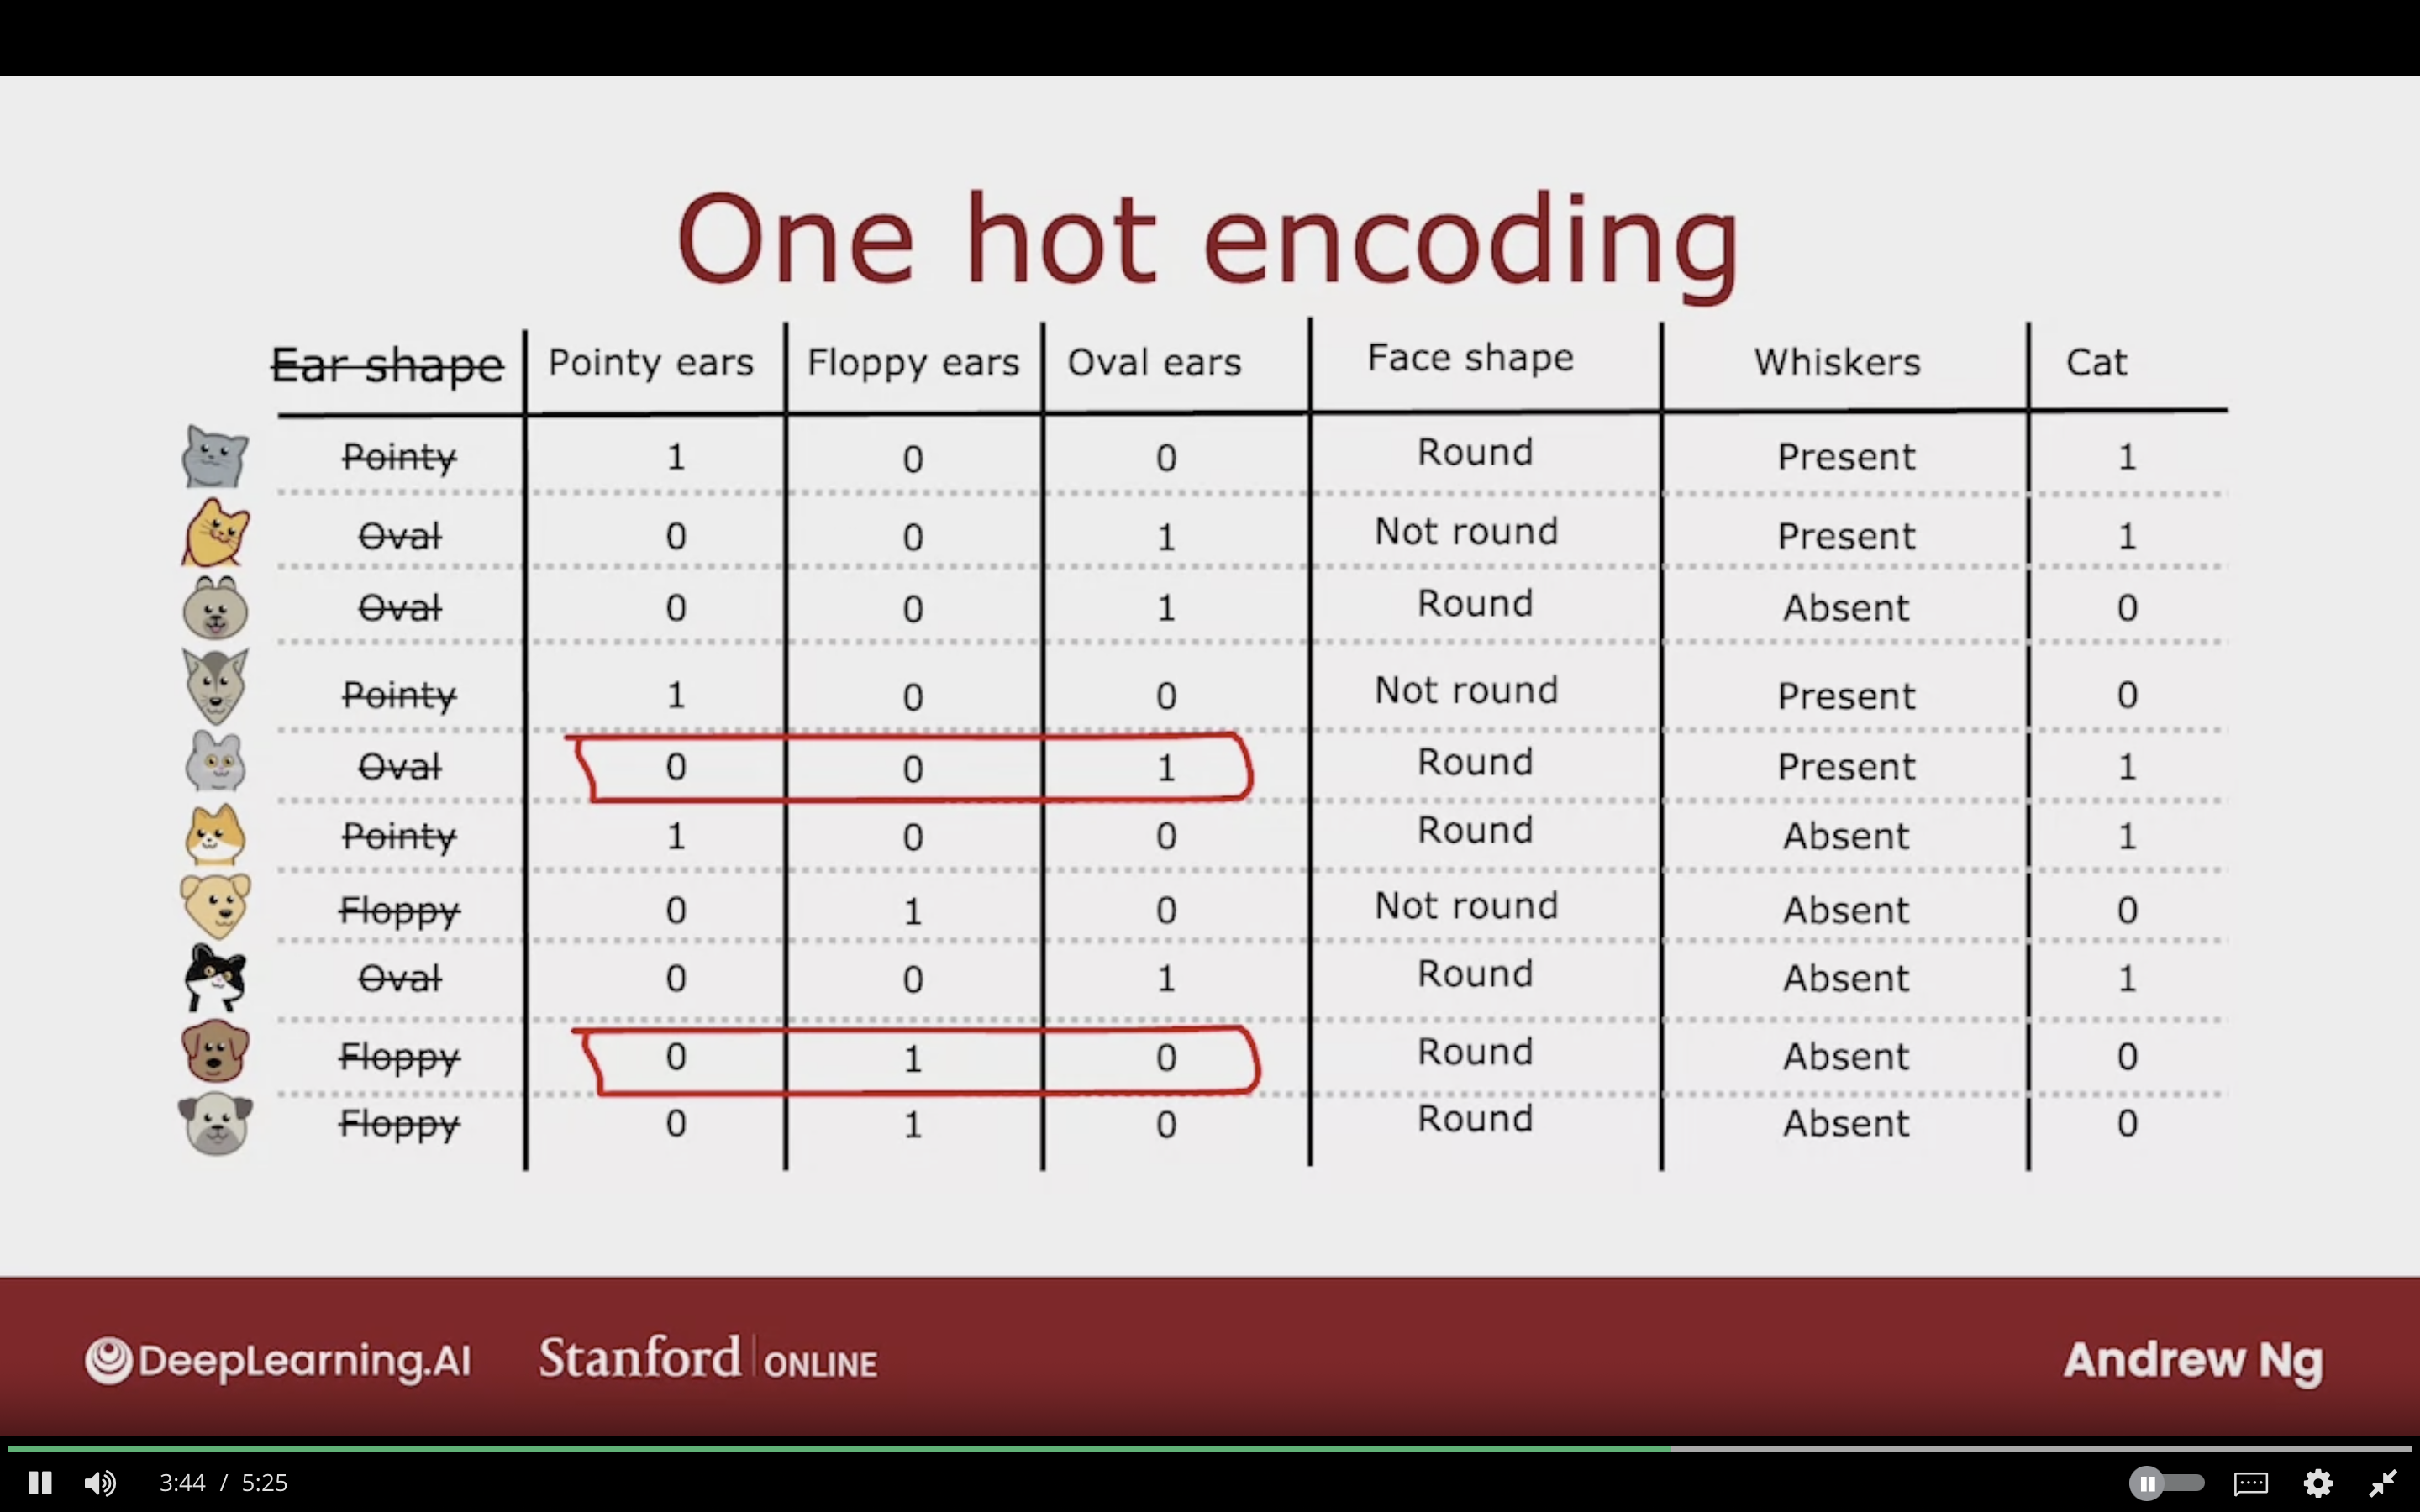 One hot encoding
Ear shape Pointy ears Floppy ears Oval ears Face shape Whiskers Cat
Pointy 1 0 0 Round Present 1
Oval 0 0 1 Not round Present 1
Oval 0 0 1 Round Absent 0
Pointy 1 0 0 Not round Present 0
Oval 0 0 1 Round Present 1
Pointy 1 0 0 Round Absent 1
Floppy 0 1 0 Not round Absent 0
Oval 0 0 1 Round Absent 1
Floppy 0 1 0 Round Absent 0
Floppy 0 1 0 Round Absent 0
DeepLearning.AI Stanford ONLINE Andrew Ng
3:44 / 5:25